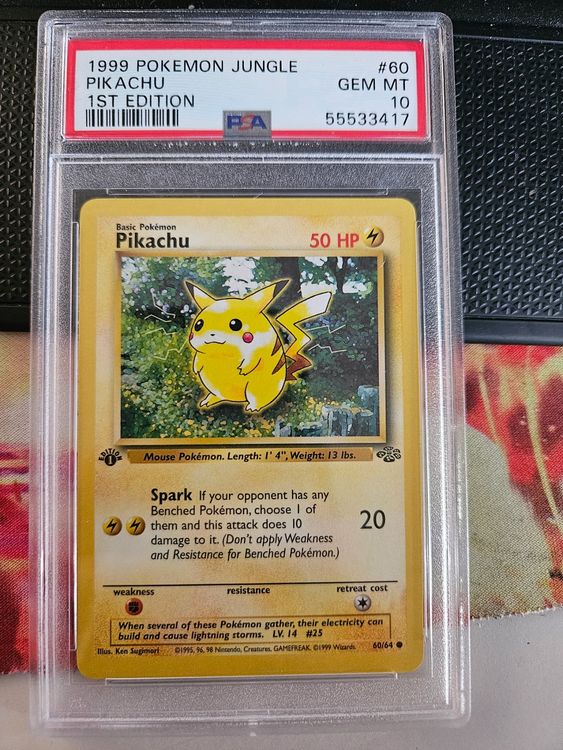 1999 POKEMON JUNGLE #60
PIKACHU GEM MT
1ST EDITION 10
PSA 55533417
Basic Pokémon
Pikachu 50 HP
EDITION
1
Mouse Pokémon. Length: 1' 4", Weight: 13 lbs.
Spark If your opponent has any
Benched Pokémon, choose 1 of
them and this attack does 10
damage to it. (Don't apply Weakness
and Resistance for Benched Pokémon.)
20
weakness resistance retreat cost
When several of these Pokémon gather, their electricity can
build and cause lightning storms. LV. 14 #25
Illus. Ken Sugimori ©1995, 96, 98 Nintendo, Creatures, GAMEFREAK. ©1999 Wizards. 60/64